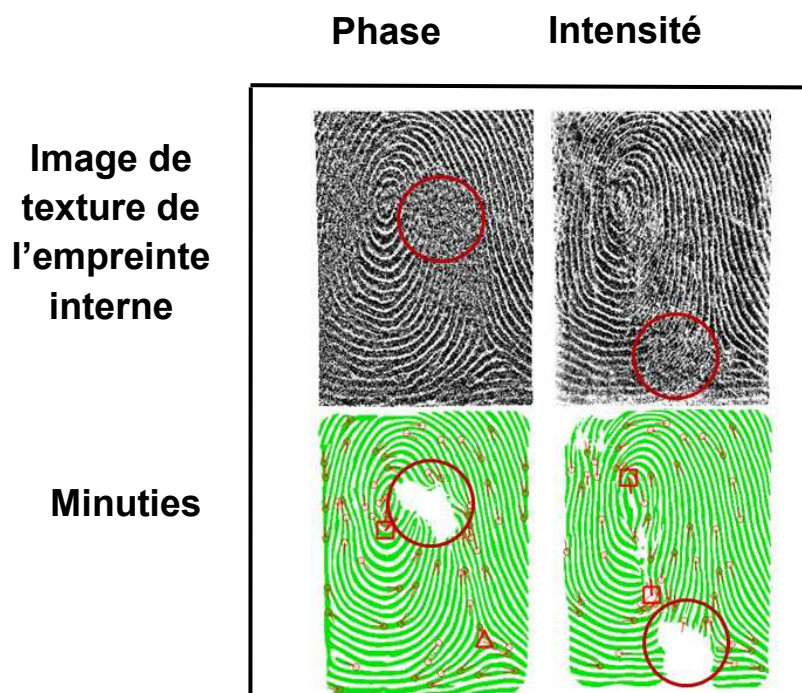 Phase Intensité
Image de
texture de
l’empreinte
interne
Minuties